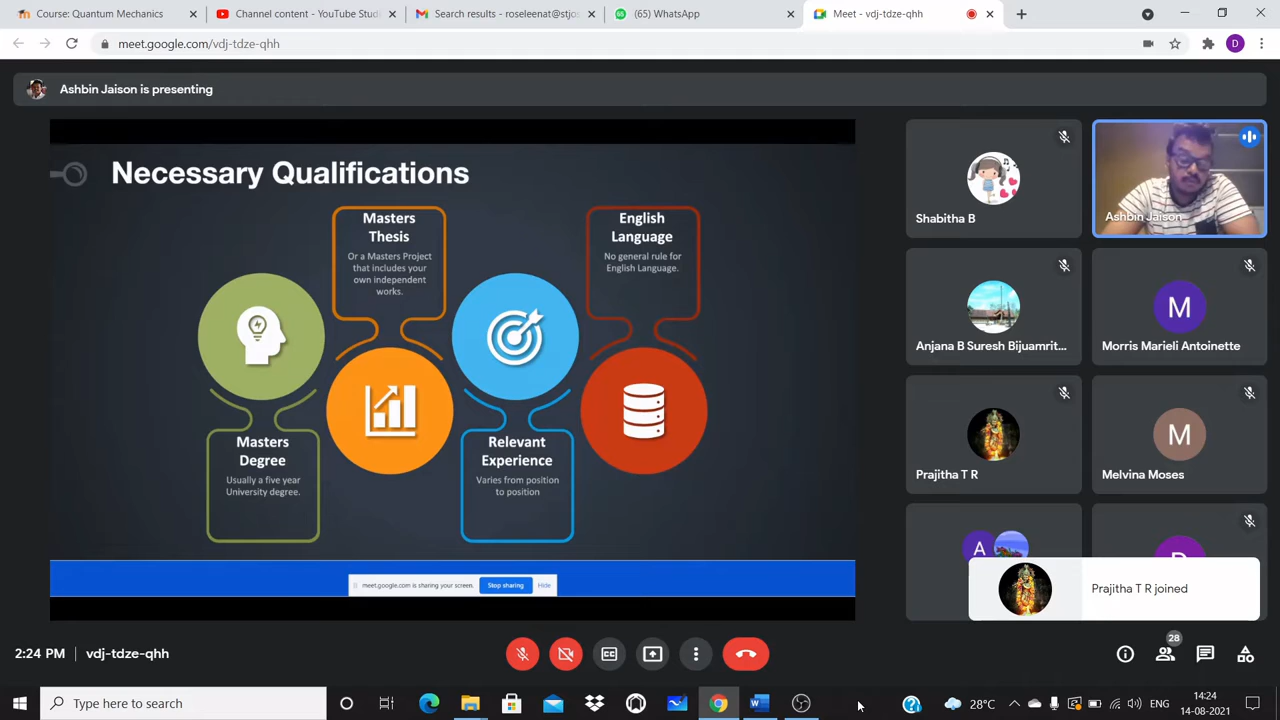 Course: Quantum Mechanics
Channel content - YouTube Stud
Search results - roseleenat@stjos
(65) WhatsApp
Meet - vdj-tdze-qhh
meet.google.com/vdj-tdze-qhh
D
Ashbin Jaison is presenting
Necessary Qualifications
Masters
Thesis
Or a Masters Project
that includes your
own independent
works.
English
Language
No general rule for
English Language.
Masters
Degree
Usually a five year
University degree.
Relevant
Experience
Varies from position
to position
meet.google.com is sharing your screen.
Stop sharing
Hide
Shabitha B
Ashbin Jaison
Anjana B Suresh Bijuamrit...
M
Morris Marieli Antoinette
Prajitha T R
M
Melvina Moses
A
Prajitha T R joined
2:24 PM
vdj-tdze-qhh
CC
28
Type here to search
28°C
ENG
14:24
14-08-2021